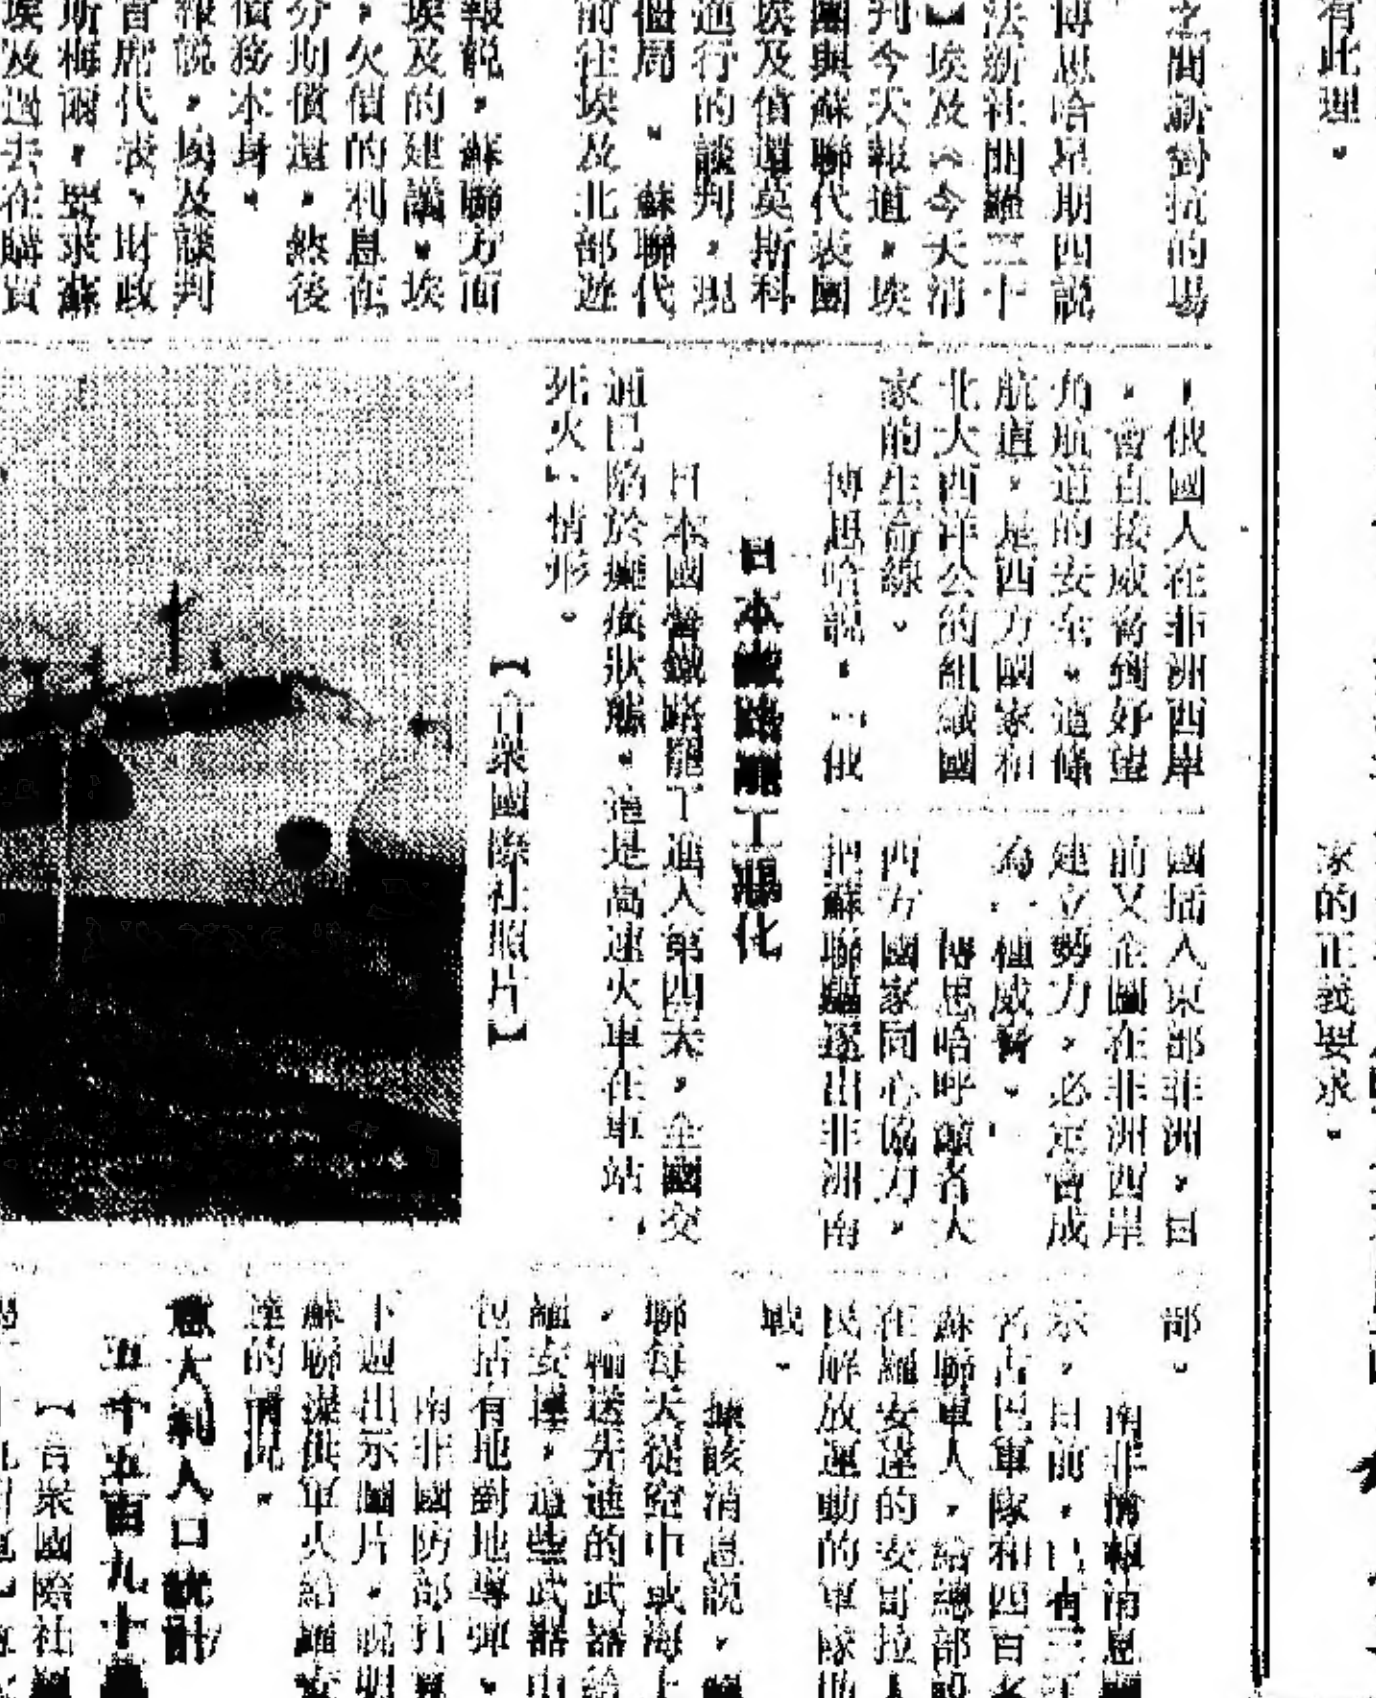 有此理。
家的正義要求。
之間新對抗的場
博思哈星期四說
法新社開羅三十
】埃及《今天消
判今天報道，埃
團與蘇聯代表團
埃及償還莫斯科
進行的談判，現
個周。蘇聯代
前往埃及北部遊
報說，蘇聯方面
埃及的建議。埃
，欠債的利息在
分期償還，然後
債務本身。
報說，埃及談判
首席代表、財政
斯梅爾，要求蘇
埃及過去在購買
，俄國人在非洲西岸
，會直接威脅到好望
角航道的安全。這條
航道，是西方國家和
北大西洋公約組織國
家的生命線。
博思哈說，「俄
國插入東部非洲，目
前又企圖在非洲西岸
建立勢力，必定會成
為一種威脅。」
博思哈呼籲各大
西方國家同心協力，
把蘇聯驅逐出非洲南
部。
日本鐵路罷工惡化
日本國營鐵路罷工進入第四天，全國交
通已陷於癱瘓狀態。這是高速火車在車站「
死火」情形。
【合衆國際社照片】
南非情報消息
示，目前，已有三
名古巴軍隊和四百名
蘇聯軍人，給總部設
在羅安達的安哥拉人
民解放運動的軍隊助
戰。
據該消息說，
聯每天從空中或海上
，輸送先進的武器給
羅安達，這些武器中
包括有地對地導彈。
南非國防部打算
下週出示圖片，說明
蘇聯提供軍火給羅安
達的情況。
意大利人口統計
五千五百九十
【合衆國際社